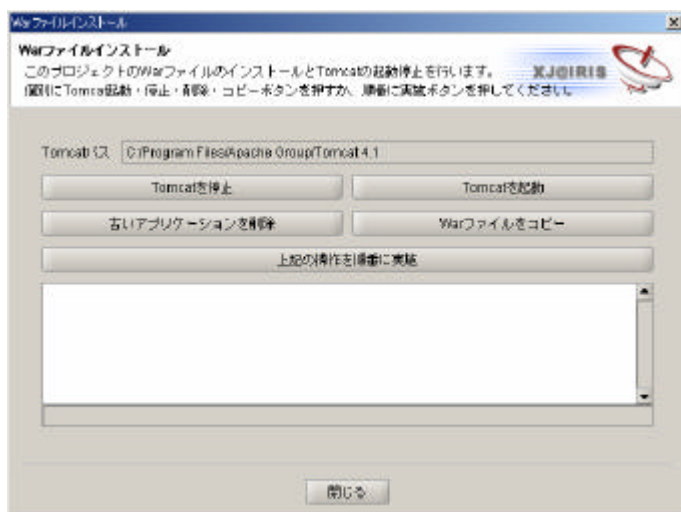 Warファイルインストール
Warファイルインストール
このプロジェクトのWarファイルのインストールとTomcatの起動停止を行います。
XJOIRIS
個別にTomcat起動・停止・削除・コピーボタンを押すか、順番に実施ボタンを押してください。
Tomcatパス C:/Program Files/Apache Group/Tomcat 4.1
Tomcatを停止 Tomcatを起動
古いアプリケーションを削除 Warファイルをコピー
上記の操作を順番に実施
閉じる